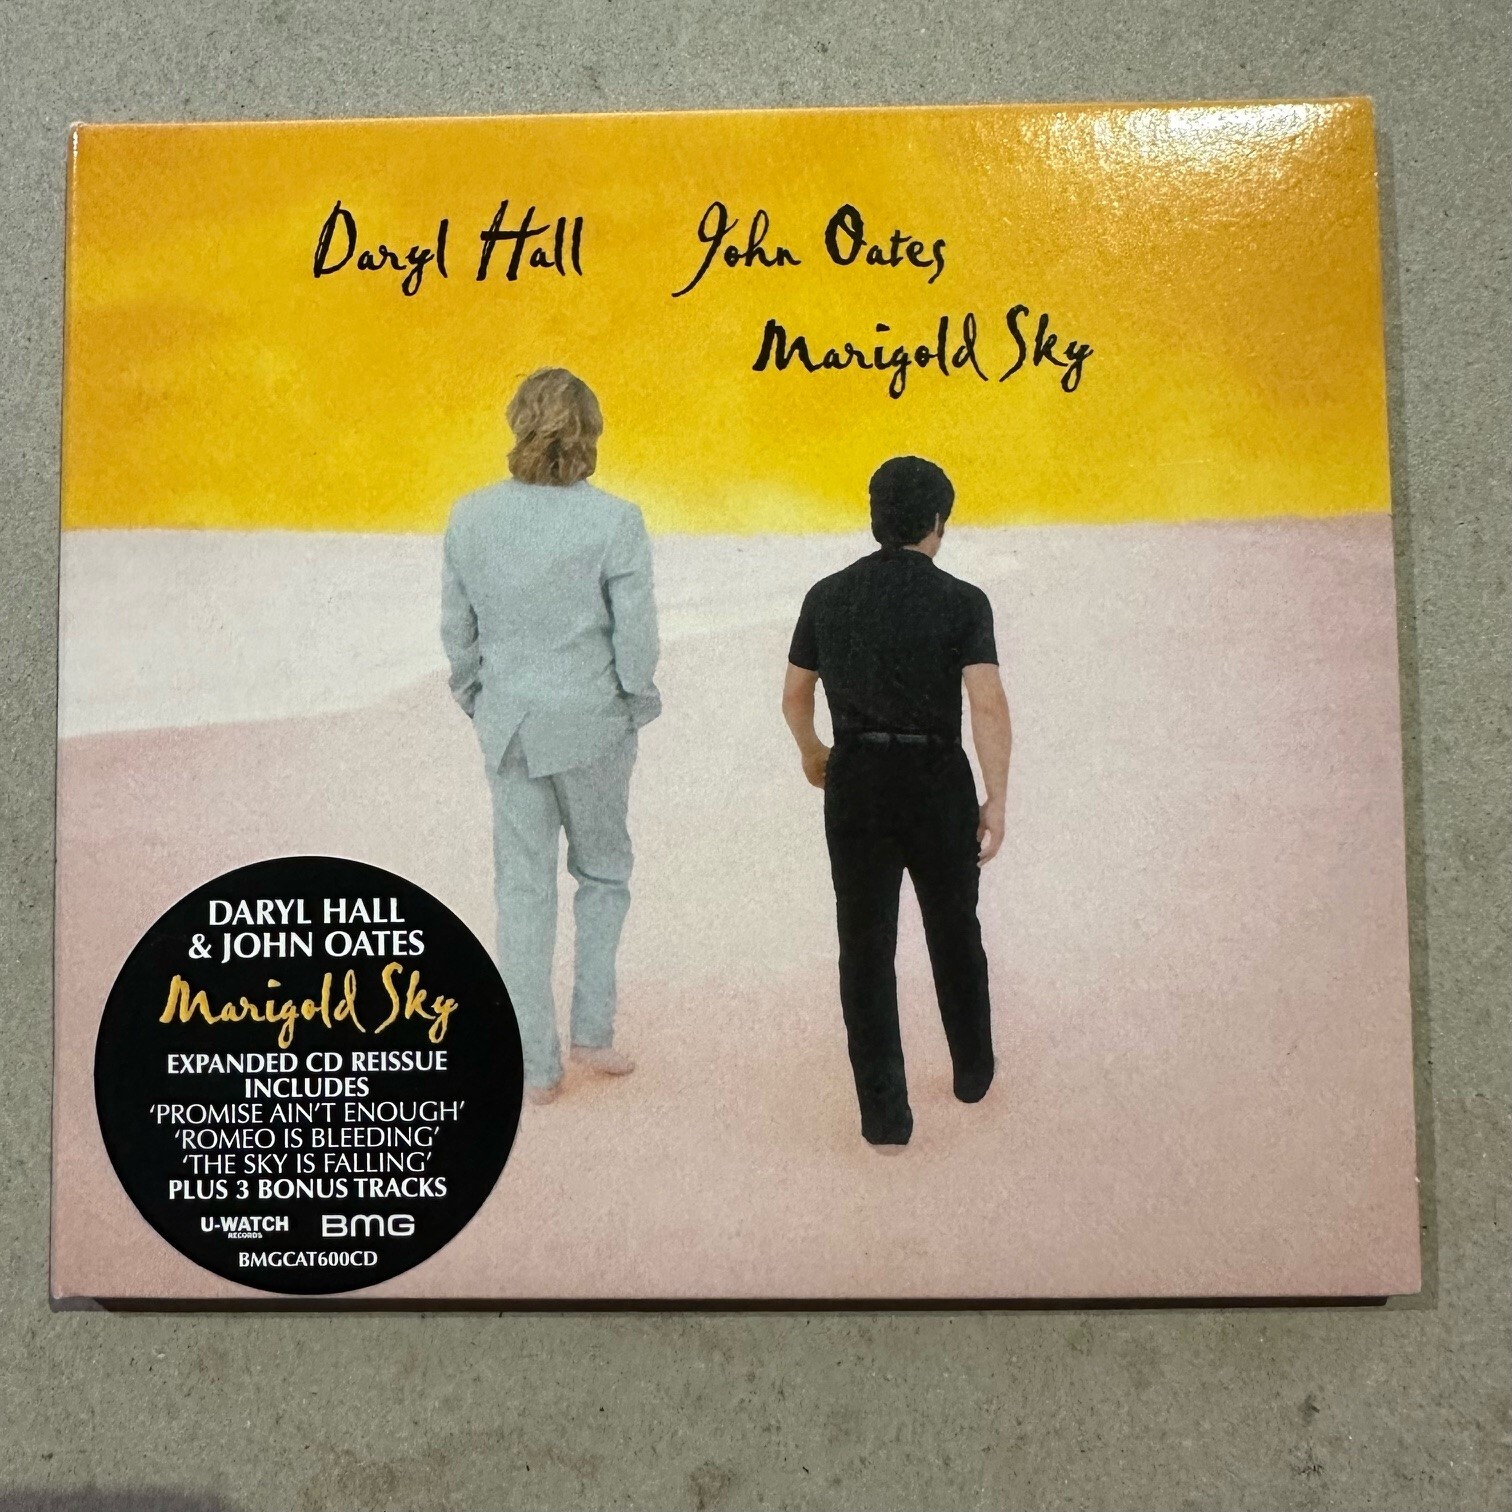 Daryl Hall John Oates
Marigold Sky
DARYL HALL
& JOHN OATES
Marigold Sky
EXPANDED CD REISSUE
INCLUDES
'PROMISE AIN'T ENOUGH'
'ROMEO IS BLEEDING'
'THE SKY IS FALLING'
PLUS 3 BONUS TRACKS
U-WATCH BMG
RECORDS
BMGCAT600CD